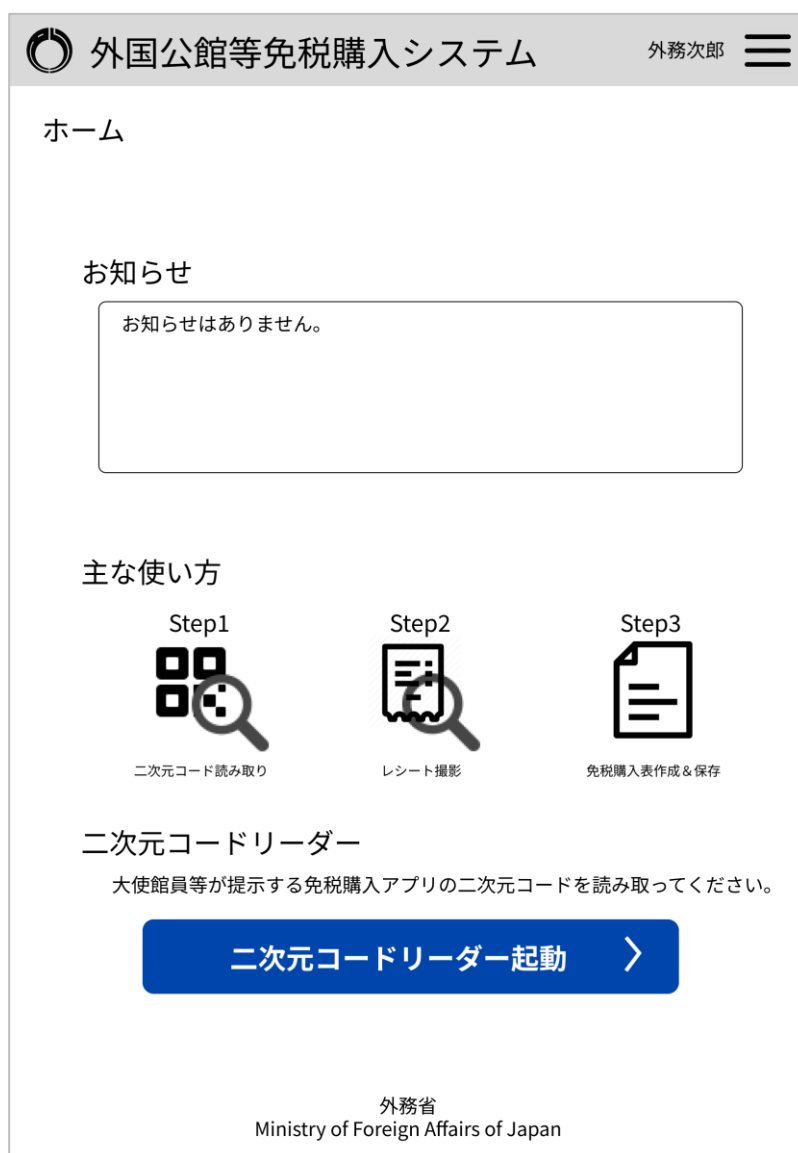 外国公館等免税購入システム
外務次郎
ホーム
お知らせ
お知らせはありません。
主な使い方
Step1
Step2
Step3
二次元コード読み取り
レシート撮影
免税購入表作成＆保存
二次元コードリーダー
大使館員等が提示する免税購入アプリの二次元コードを読み取ってください。
二次元コードリーダー起動
外務省
Ministry of Foreign Affairs of Japan